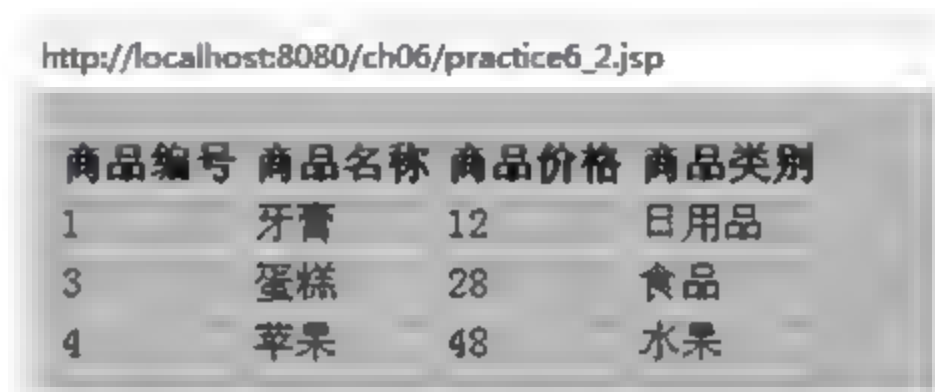 http://localhost:8080/ch06/practice6_2.jsp
商品编号 商品名称 商品价格 商品类别
1 牙膏 12 日用品
3 蛋糕 28 食品
4 苹果 48 水果